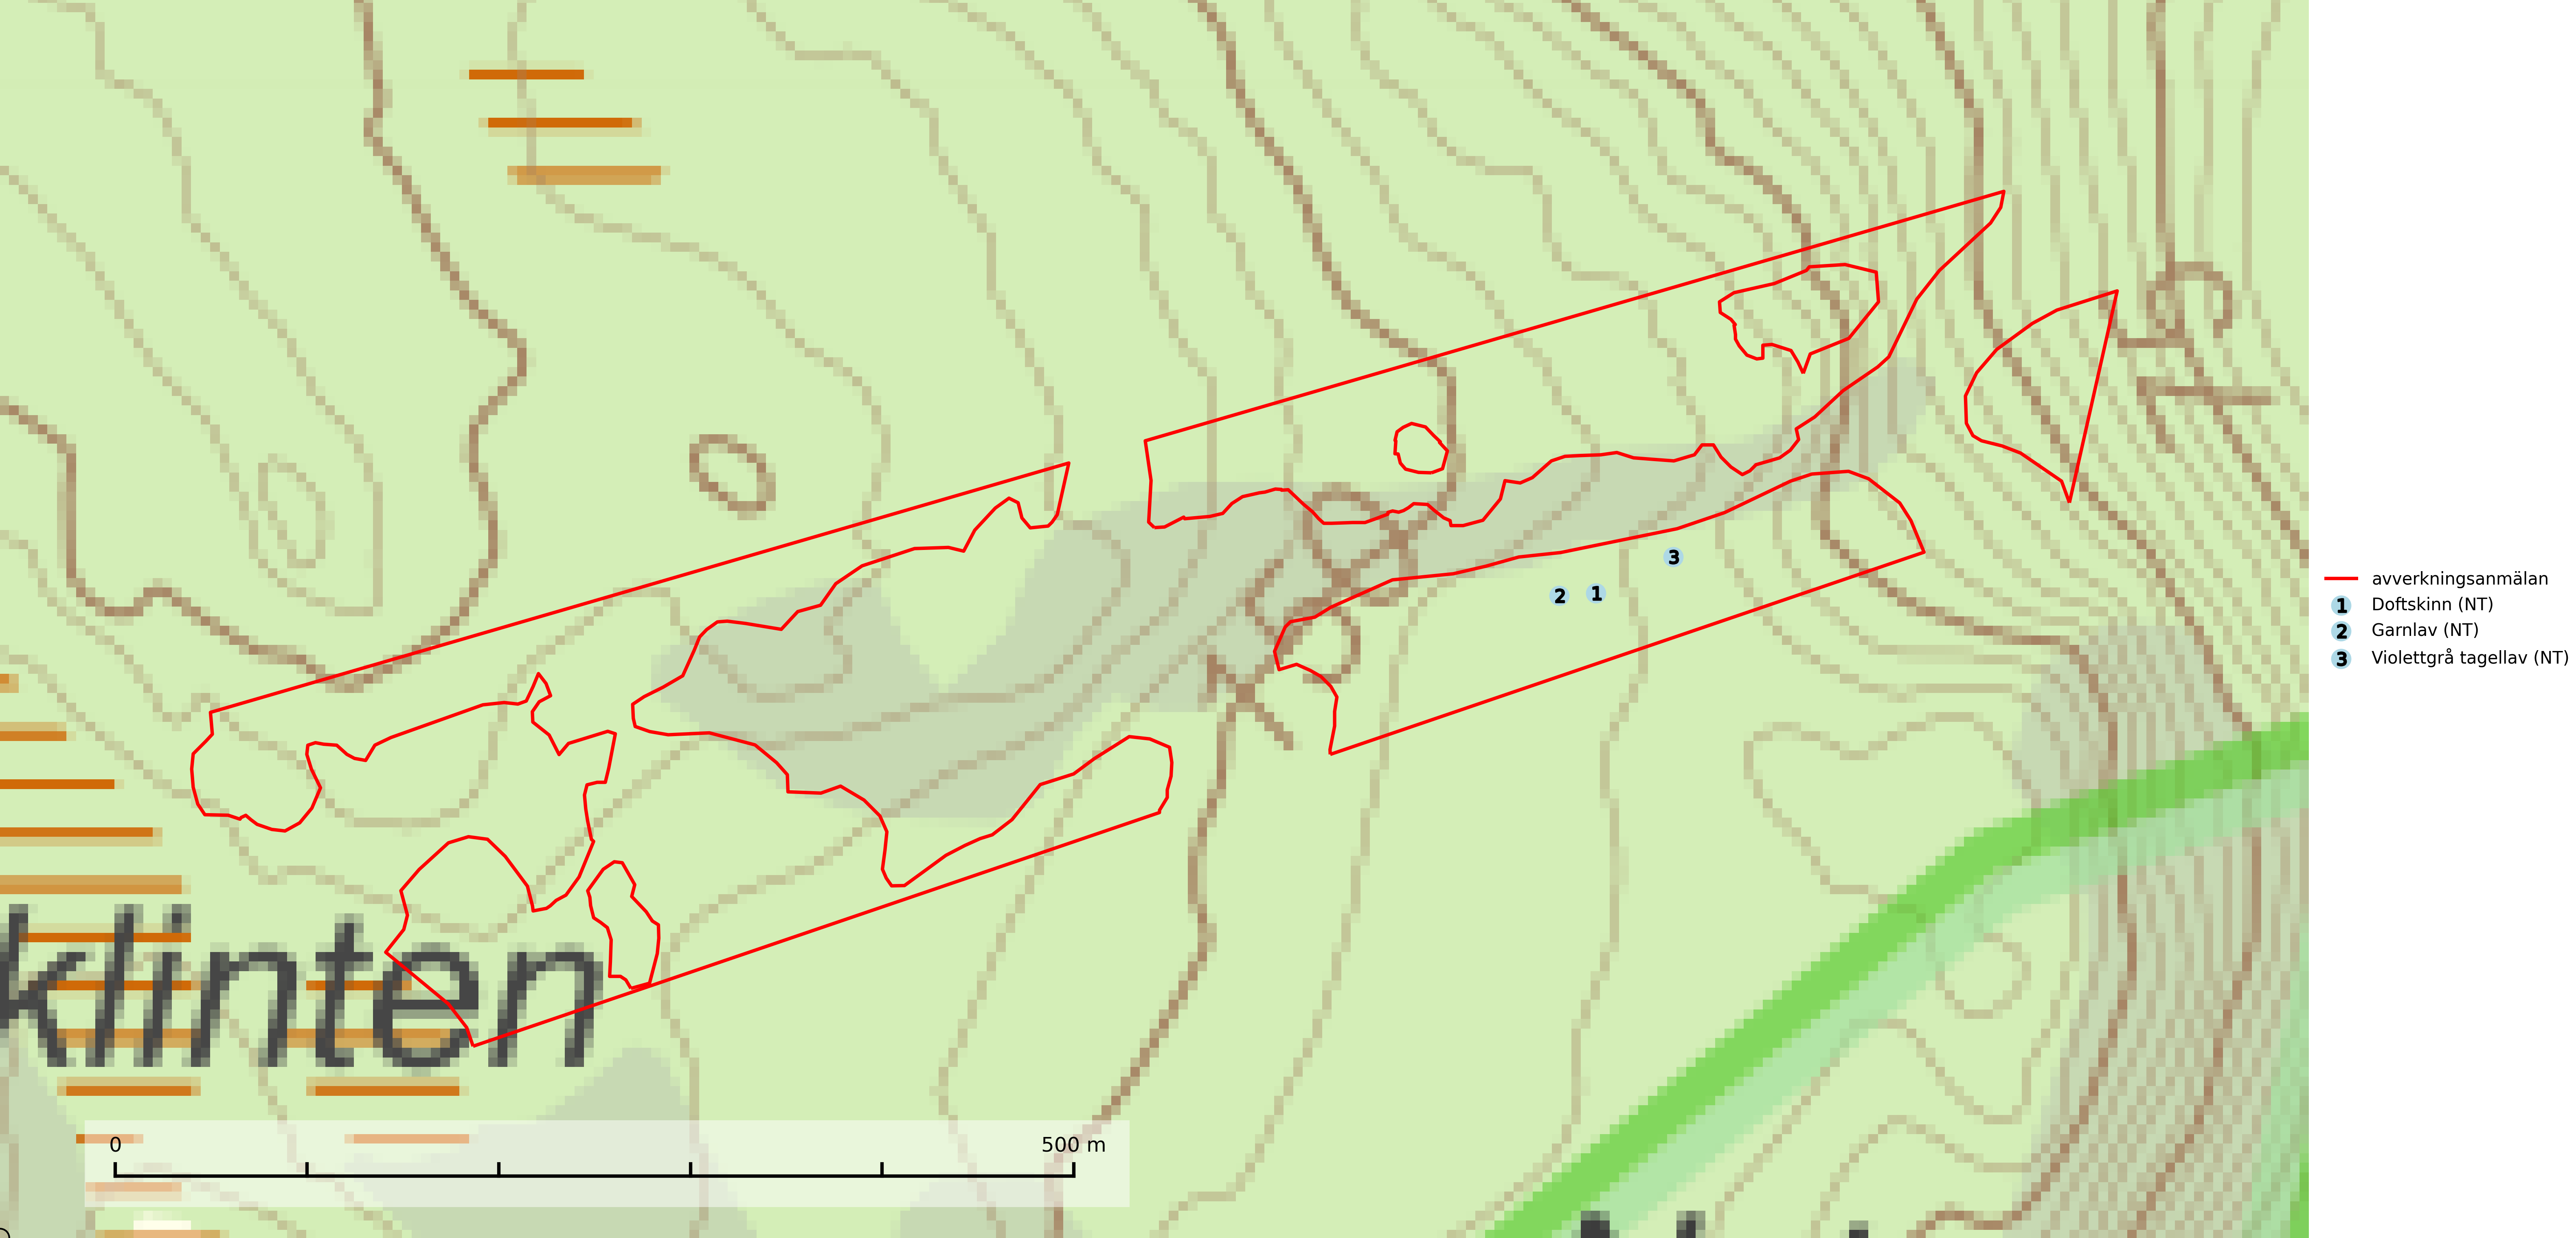 klinten
0 500 m
avverkningsanmälan
1 Doftskinn (NT)
2 Garnlav (NT)
3 Violettgrå tagellav (NT)
3
2 1